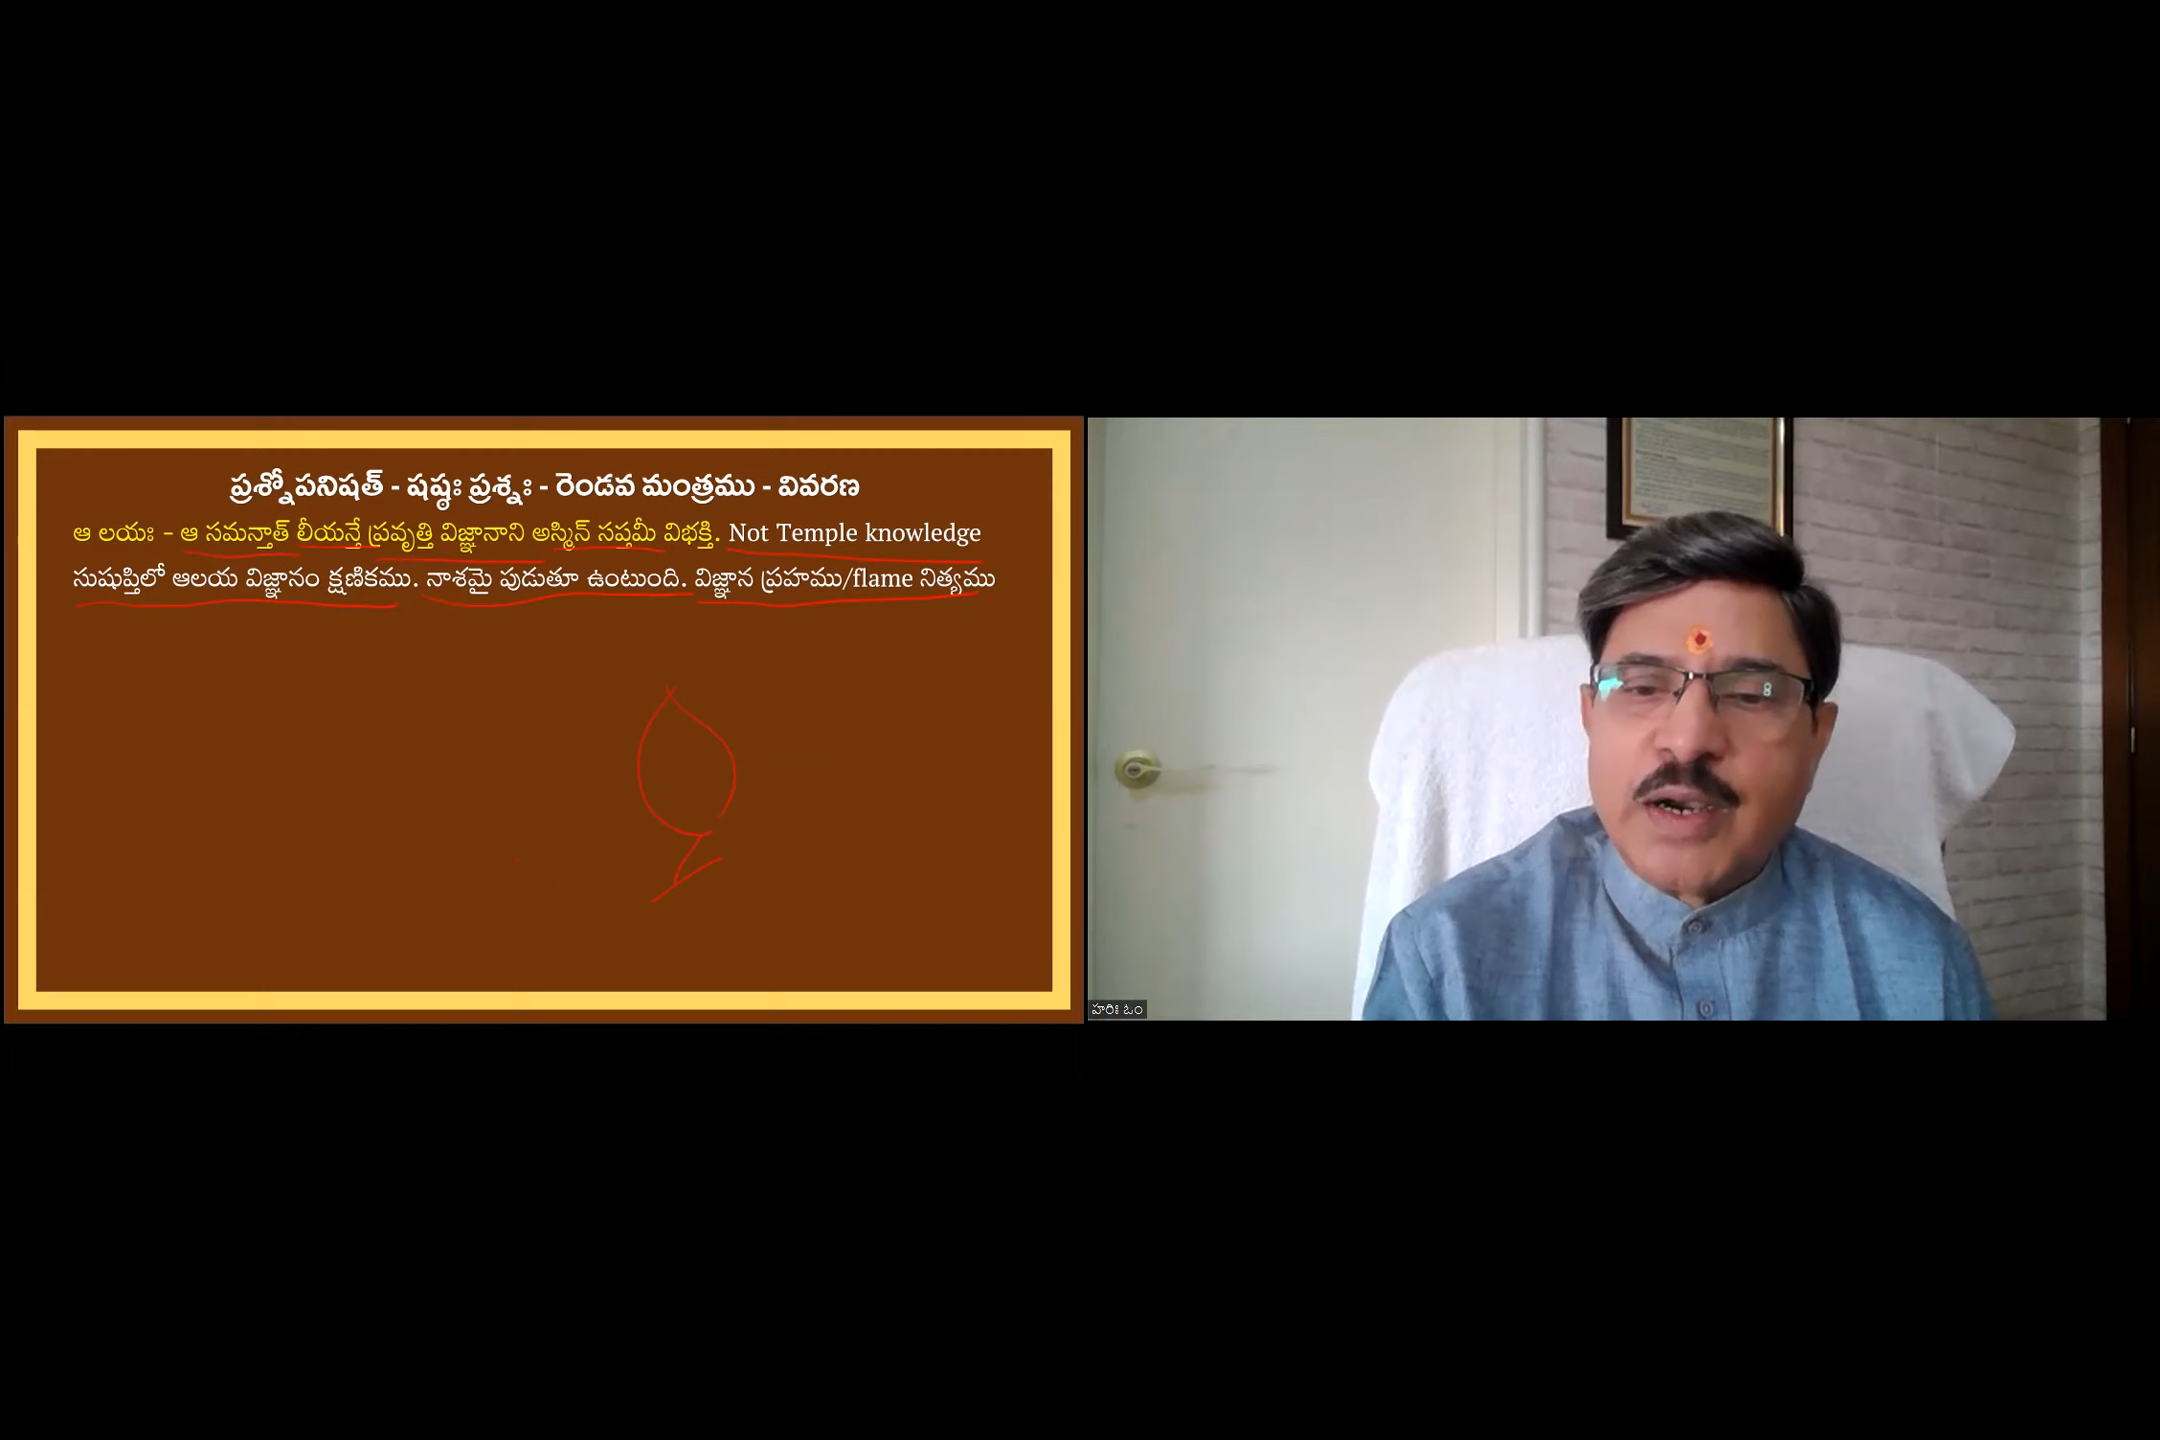 ప్రశ్నోపనిషత్ - షష్ఠః ప్రశ్నః - రెండవ మంత్రము - వివరణ
ఆ లయః - ఆ సమన్తాత్ లీయన్తే ప్రవృత్తి విజ్ఞానాని అస్మిన్ సప్తమీ విభక్తి. Not Temple knowledge
సుషుప్తిలో ఆలయ విజ్ఞానం క్షణికము. నాశమై పుడుతూ ఉంటుంది. విజ్ఞాన ప్రహము/flame నిత్యము
హరిః ఓం